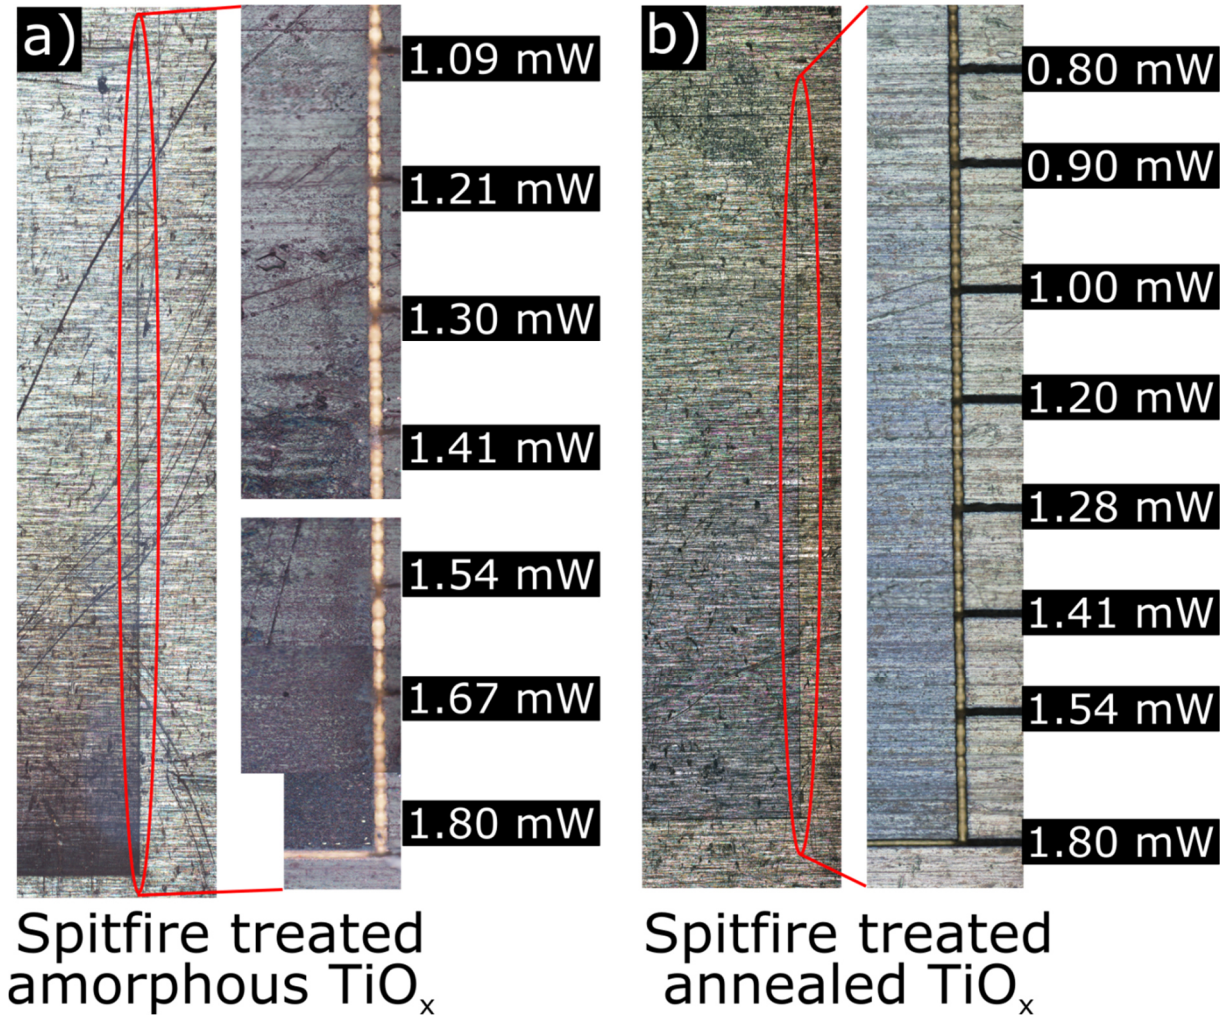 a)
1.09 mW
1.21 mW
1.30 mW
1.41 mW
1.54 mW
1.67 mW
1.80 mW
Spitfire treated
amorphous TiOₓ
b)
0.80 mW
0.90 mW
1.00 mW
1.20 mW
1.28 mW
1.41 mW
1.54 mW
1.80 mW
Spitfire treated
annealed TiOₓ